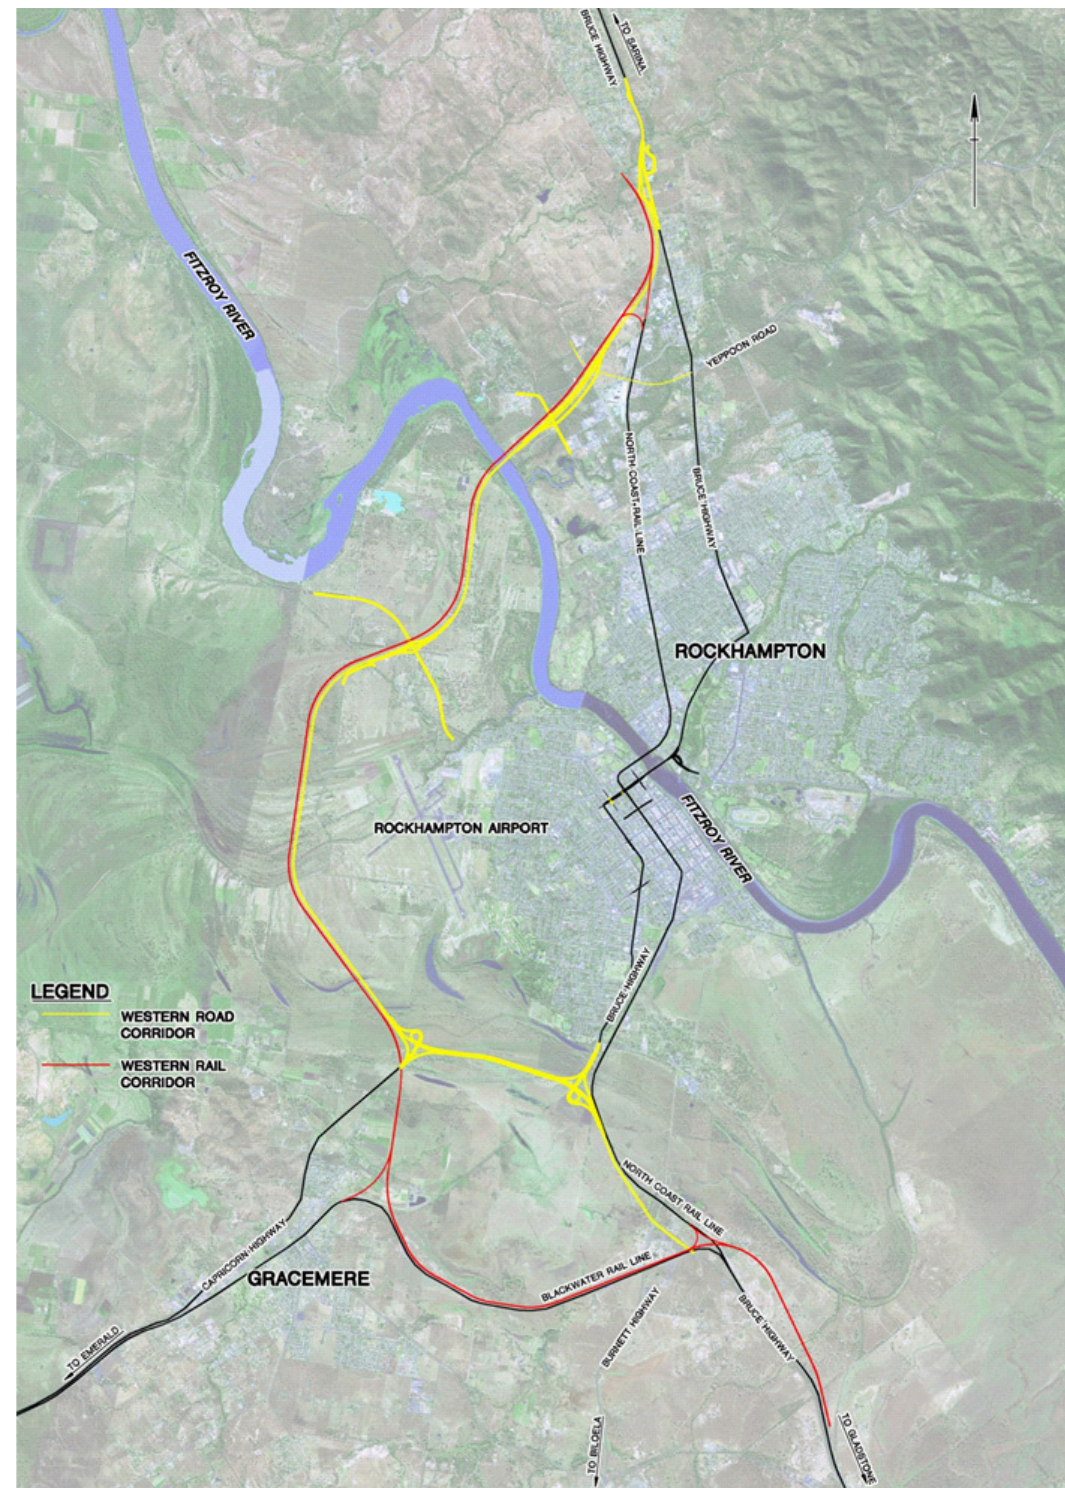 BRUCE HIGHWAY
TO SARINA
FITZROY RIVER
YEPPOON ROAD
NORTH COAST RAIL LINE
BRUCE HIGHWAY
ROCKHAMPTON
ROCKHAMPTON AIRPORT
FITZROY RIVER
BRUCE HIGHWAY
LEGEND
WESTERN ROAD
CORRIDOR
WESTERN RAIL
CORRIDOR
NORTH COAST RAIL LINE
CAPRICORN HIGHWAY
GRACEMERE
BLACKWATER RAIL LINE
BURNETT HIGHWAY
BRUCE HIGHWAY
TO EMERALD
TO BILOELA
TO GLADSTONE